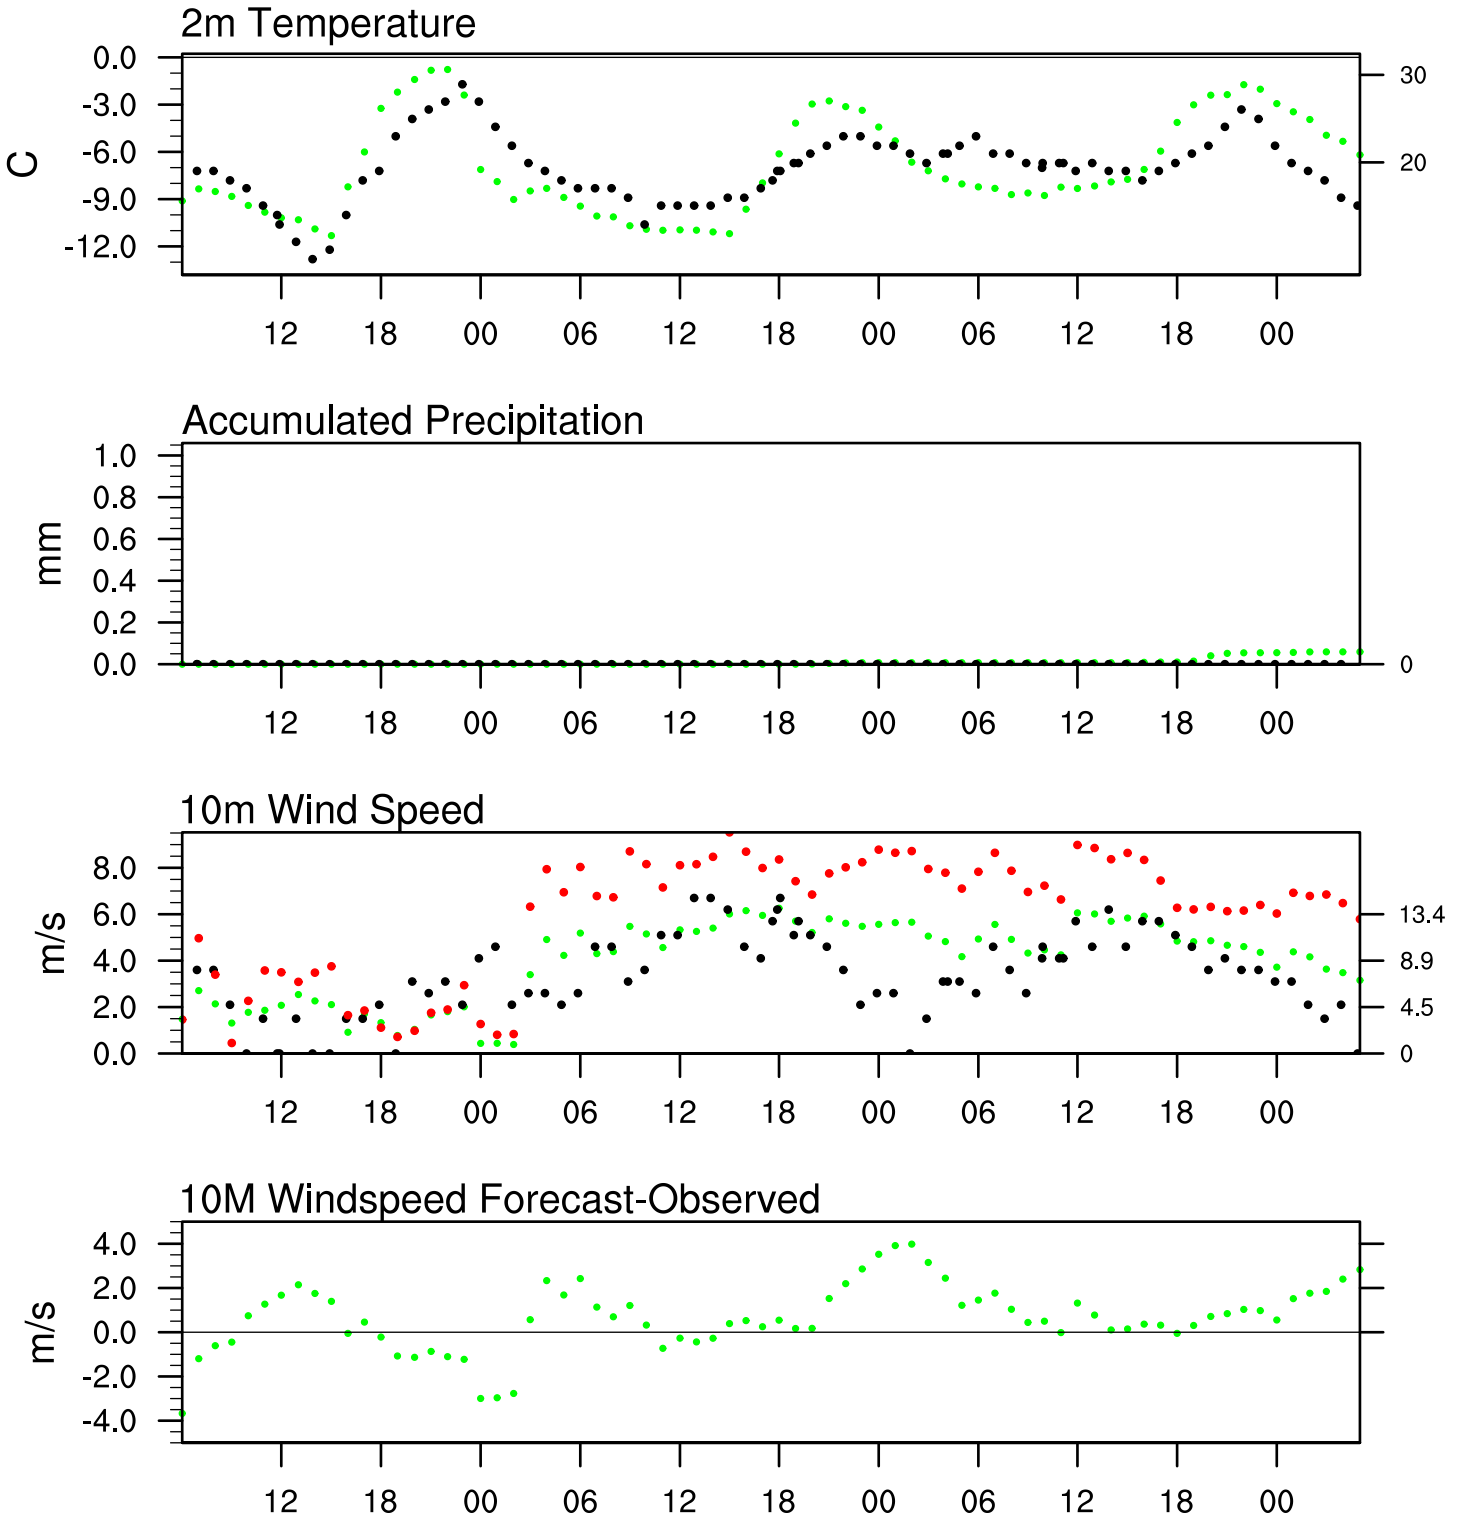 2m Temperature
0.0
-3.0
-6.0
-9.0
-12.0
C
30
20
12 18 00 06 12 18 00 06 12 18 00
Accumulated Precipitation
1.0
0.8
0.6
0.4
0.2
0.0
mm
0
12 18 00 06 12 18 00 06 12 18 00
10m Wind Speed
8.0
6.0
4.0
2.0
0.0
m/s
13.4
8.9
4.5
0
12 18 00 06 12 18 00 06 12 18 00
10M Windspeed Forecast-Observed
4.0
2.0
0.0
-2.0
-4.0
m/s
12 18 00 06 12 18 00 06 12 18 00